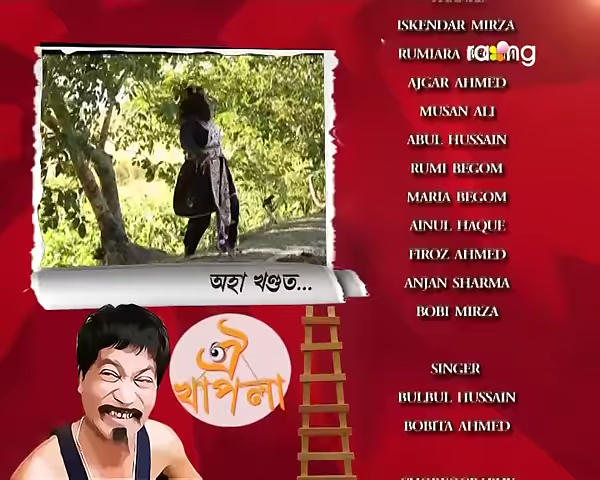 ISKENDAR MIRZA
RUMIARA
rang
AJGAR AHMED
MUSAN ALI
ABUL HUSSAIN
RUMI BEGOM
MARIA BEGOM
AINUL HAQUE
FIROZ AHMED
ANJAN SHARMA
BOBI MIRZA
SINGER
BULBUL HUSSAIN
BOBITA AHMED
অহা খণ্ডত...
ঐ
খাপলা